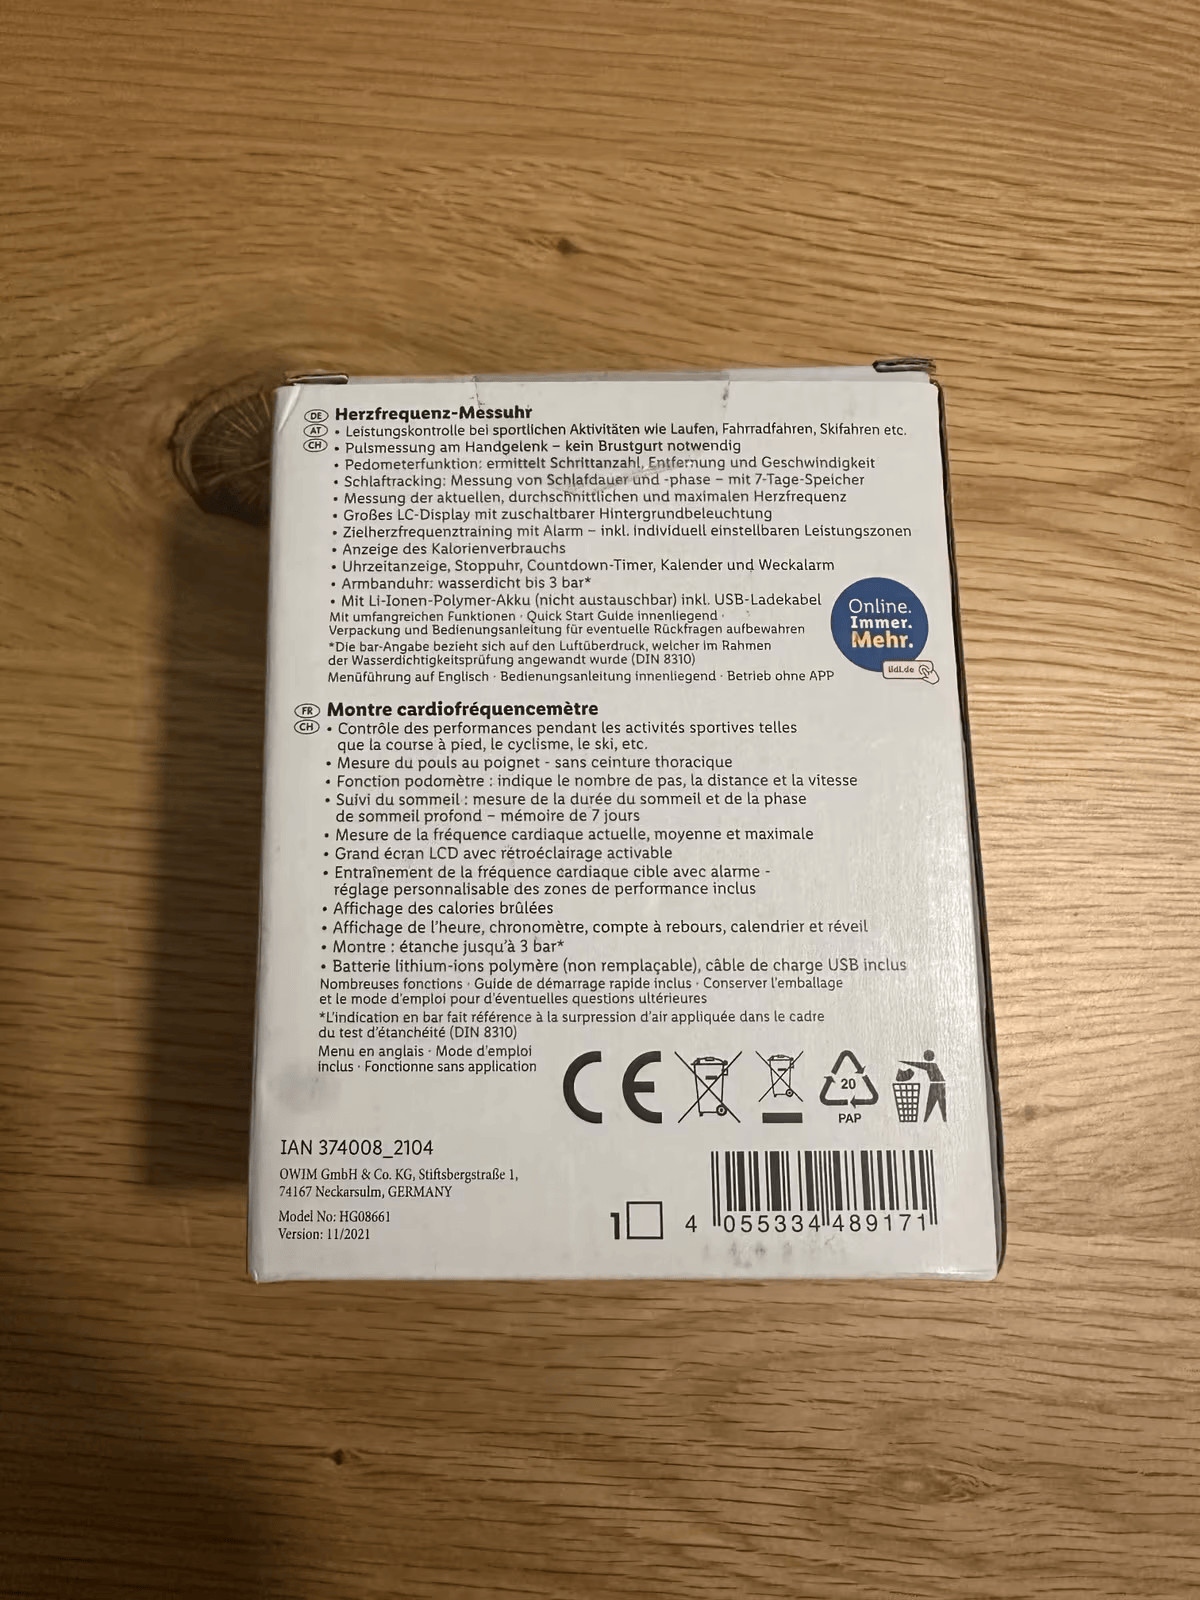 DE Herzfrequenz-Messuhr
AT • Leistungskontrolle bei sportlichen Aktivitäten wie Laufen, Fahrradfahren, Skifahren etc.
CH • Pulsmessung am Handgelenk – kein Brustgurt notwendig
• Pedometerfunktion: ermittelt Schrittanzahl, Entfernung und Geschwindigkeit
• Schlaftracking: Messung von Schlafdauer und -phase – mit 7-Tage-Speicher
• Messung der aktuellen, durchschnittlichen und maximalen Herzfrequenz
• Großes LC-Display mit zuschaltbarer Hintergrundbeleuchtung
• Zielherzfrequenztraining mit Alarm – inkl. individuell einstellbaren Leistungszonen
• Anzeige des Kalorienverbrauchs
• Uhrzeitanzeige, Stoppuhr, Countdown-Timer, Kalender und Weckalarm
• Armbanduhr: wasserdicht bis 3 bar*
• Mit Li-Ionen-Polymer-Akku (nicht austauschbar) inkl. USB-Ladekabel
Mit umfangreichen Funktionen · Quick Start Guide innenliegend ·
Verpackung und Bedienungsanleitung für eventuelle Rückfragen aufbewahren
*Die bar-Angabe bezieht sich auf den Luftüberdruck, welcher im Rahmen
der Wasserdichtigkeitsprüfung angewandt wurde (DIN 8310)
Menüführung auf Englisch · Bedienungsanleitung innenliegend · Betrieb ohne APP
Online.
Immer.
Mehr.
lidl.de
FR Montre cardiofréquencemètre
CH • Contrôle des performances pendant les activités sportives telles
que la course à pied, le cyclisme, le ski, etc.
• Mesure du pouls au poignet - sans ceinture thoracique
• Fonction podomètre : indique le nombre de pas, la distance et la vitesse
• Suivi du sommeil : mesure de la durée du sommeil et de la phase
de sommeil profond – mémoire de 7 jours
• Mesure de la fréquence cardiaque actuelle, moyenne et maximale
• Grand écran LCD avec rétroéclairage activable
• Entraînement de la fréquence cardiaque cible avec alarme -
réglage personnalisable des zones de performance inclus
• Affichage des calories brûlées
• Affichage de l'heure, chronomètre, compte à rebours, calendrier et réveil
• Montre : étanche jusqu'à 3 bar*
• Batterie lithium-ions polymère (non remplaçable), câble de charge USB inclus
Nombreuses fonctions · Guide de démarrage rapide inclus · Conserver l'emballage
et le mode d'emploi pour d'éventuelles questions ultérieures
*L'indication en bar fait référence à la surpression d'air appliquée dans le cadre
du test d'étanchéité (DIN 8310)
Menu en anglais · Mode d'emploi
inclus · Fonctionne sans application
CE
20
PAP
IAN 374008_2104
OWIM GmbH & Co. KG, Stiftsbergstraße 1,
74167 Neckarsulm, GERMANY
Model No: HG08661
Version: 11/2021
1
4 055334 489171